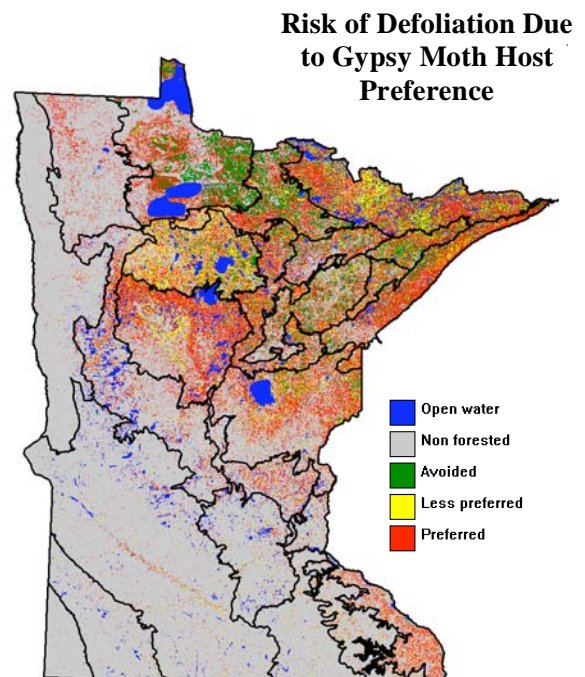 Risk of Defoliation Due
to Gypsy Moth Host
Preference
Open water
Non forested
Avoided
Less preferred
Preferred